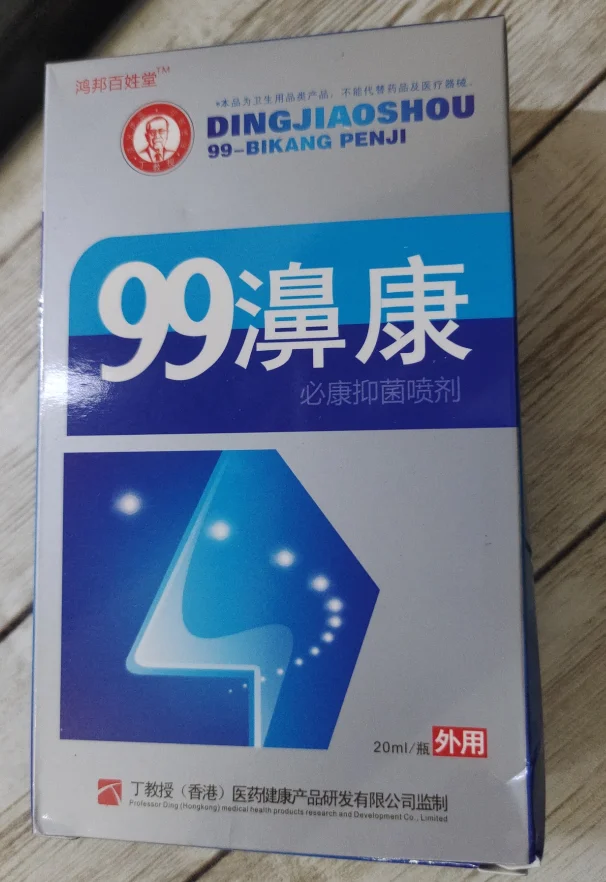 鸿邦百姓堂™
*本品为卫生用品类产品，不能代替药品及医疗器械。
DINGJIAOSHOU
99-BIKANG PENJI
99濞康
必康抑菌喷剂
20ml/瓶 外用
丁教授（香港）医药健康产品研发有限公司监制
Professor Ding (Hongkong) medical health products research and Development Co., Limited